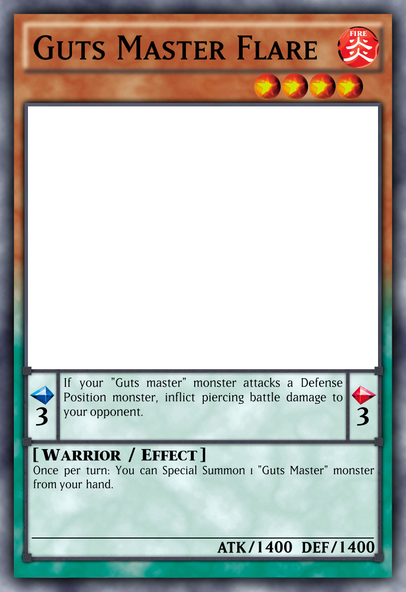 Guts Master Flare
FIRE
炎
If your "Guts master" monster attacks a Defense
Position monster, inflict piercing battle damage to
your opponent.
3
3
[Warrior / Effect]
Once per turn: You can Special Summon 1 "Guts Master" monster
from your hand.
ATK/1400 DEF/1400